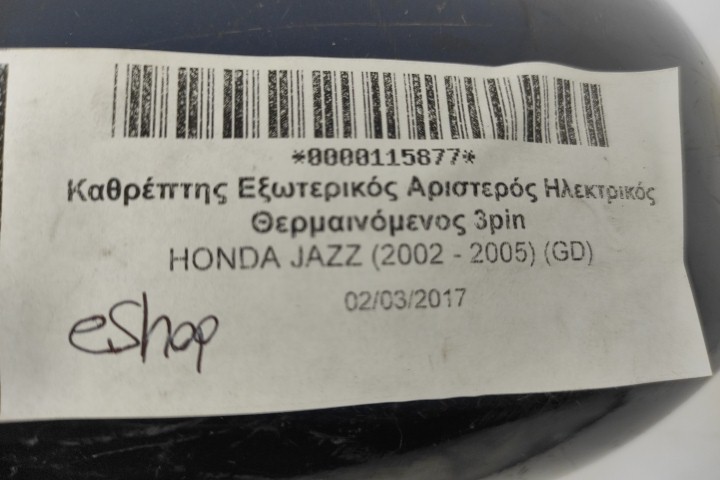 *0000115877*
Καθρέπτης Εξωτερικός Αριστερός Ηλεκτρικός
Θερμαινόμενος 3pin
HONDA JAZZ (2002 - 2005) (GD)
02/03/2017
eShop